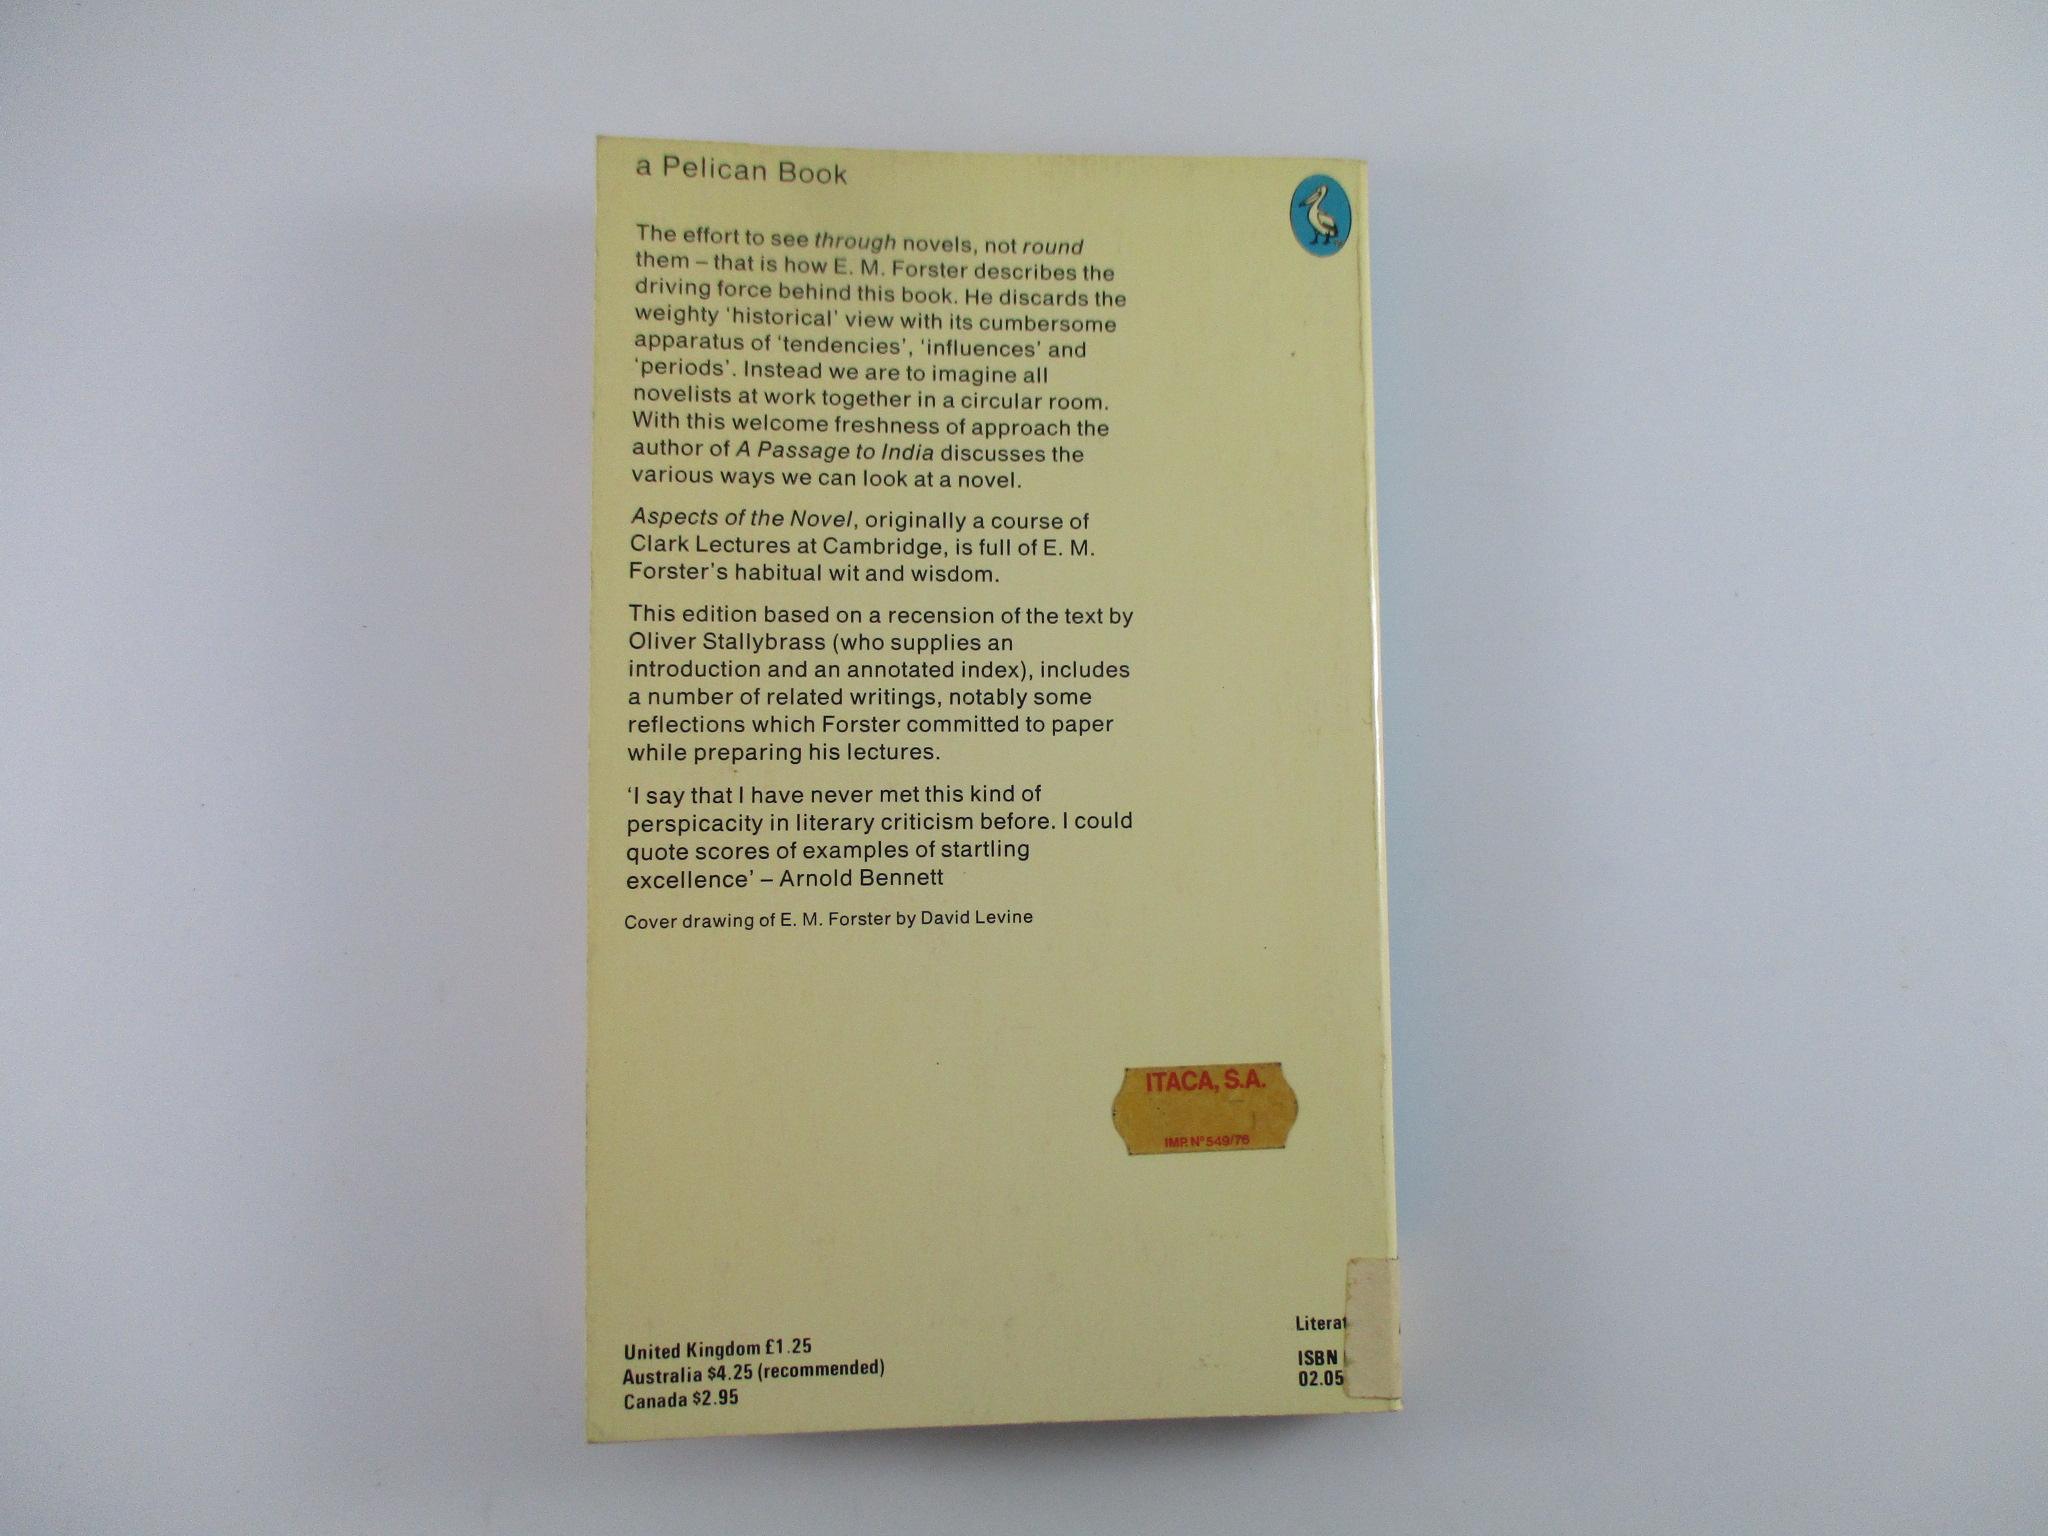 a Pelican Book
The effort to see through novels, not round
them – that is how E. M. Forster describes the
driving force behind this book. He discards the
weighty ‘historical’ view with its cumbersome
apparatus of ‘tendencies’, ‘influences’ and
‘periods’. Instead we are to imagine all
novelists at work together in a circular room.
With this welcome freshness of approach the
author of A Passage to India discusses the
various ways we can look at a novel.
Aspects of the Novel, originally a course of
Clark Lectures at Cambridge, is full of E. M.
Forster’s habitual wit and wisdom.
This edition based on a recension of the text by
Oliver Stallybrass (who supplies an
introduction and an annotated index), includes
a number of related writings, notably some
reflections which Forster committed to paper
while preparing his lectures.
‘I say that I have never met this kind of
perspicacity in literary criticism before. I could
quote scores of examples of startling
excellence’ – Arnold Bennett
Cover drawing of E. M. Forster by David Levine
ITACA, S.A.
IMP. Nº 549/76
United Kingdom £1.25
Australia $4.25 (recommended)
Canada $2.95
ISBN
02.05